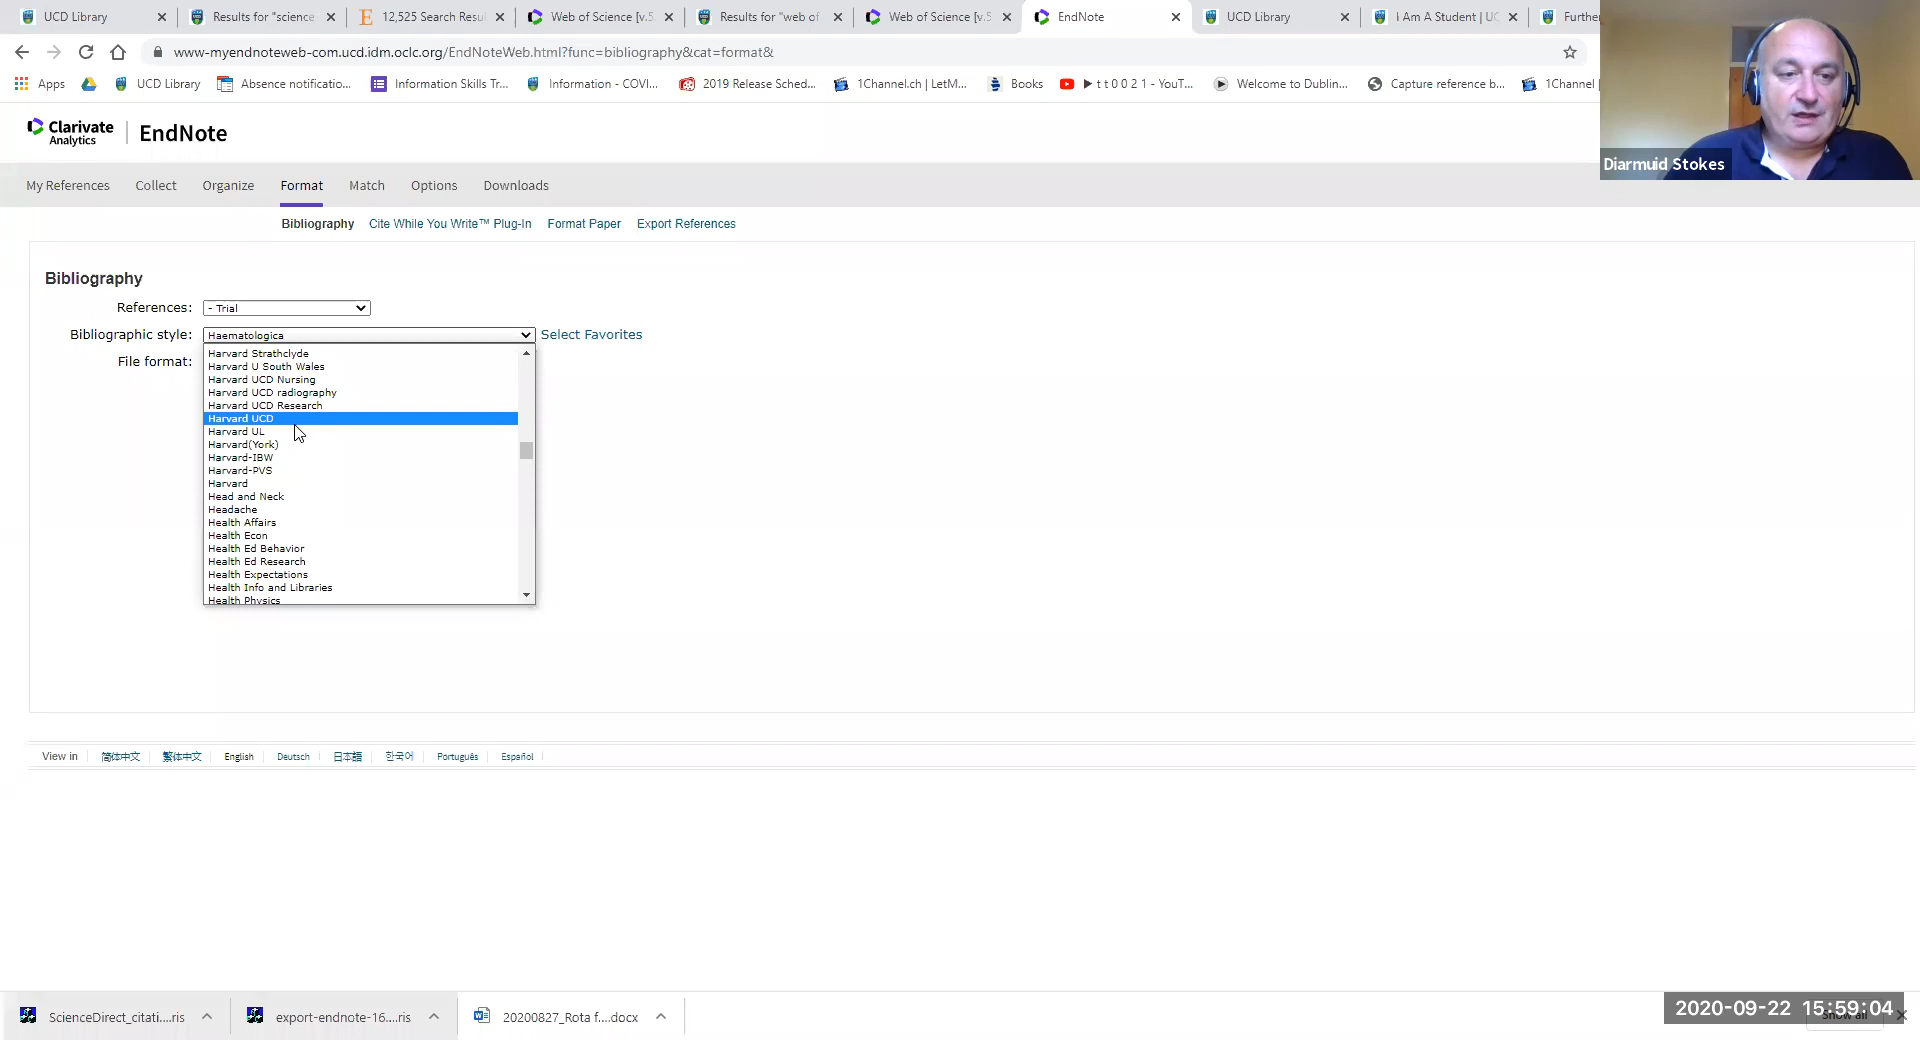 UCD Library
Results for "science
12,525 Search Resu
Web of Science [v.5
Results for "web of
Web of Science [v.5
EndNote
UCD Library
I Am A Student | UC
Furthe
www-myendnoteweb-com.ucd.idm.oclc.org/EndNoteWeb.html?func=bibliography&cat=format&
Apps
UCD Library
Absence notificatio...
Information Skills Tr...
Information - COVI...
2019 Release Sched...
1Channel.ch | LetM...
Books
▶ t t 0 0 2 1 - YouT...
Welcome to Dublin...
Capture reference b...
1Channel
Diarmuid Stokes
Clarivate
Analytics
EndNote
My References
Collect
Organize
Format
Match
Options
Downloads
Bibliography
Cite While You Write™ Plug-In
Format Paper
Export References
Bibliography
References:
- Trial
Bibliographic style:
Haematologica
Select Favorites
File format:
Harvard Strathclyde
Harvard U South Wales
Harvard UCD Nursing
Harvard UCD radiography
Harvard UCD Research
Harvard UCD
Harvard UL
Harvard(York)
Harvard-IBW
Harvard-PVS
Harvard
Head and Neck
Headache
Health Affairs
Health Econ
Health Ed Behavior
Health Ed Research
Health Expectations
Health Info and Libraries
Health Physics
View in
简体中文
繁体中文
English
Deutsch
日本語
한국어
Português
Español
ScienceDirect_citati....ris
export-endnote-16....ris
20200827_Rota f....docx
2020-09-22 15:59:04
Show all